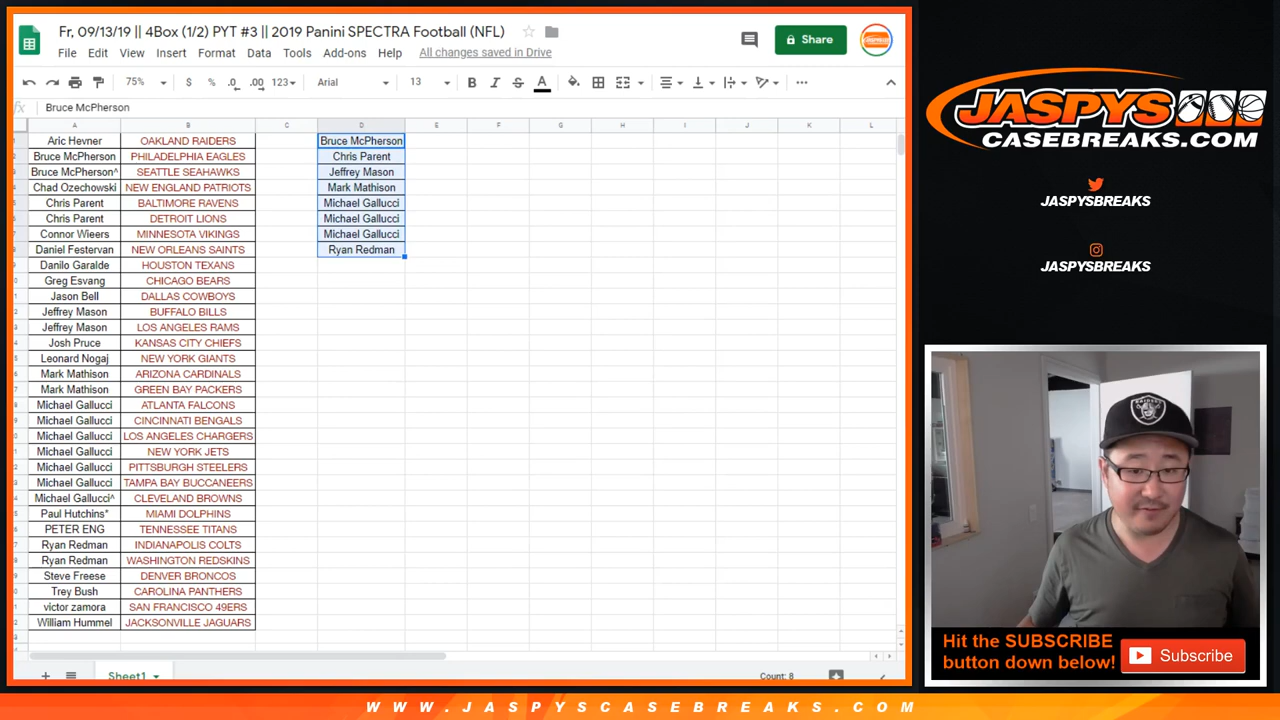 Fr, 09/13/19 || 4Box (1/2) PYT #3 || 2019 Panini SPECTRA Football (NFL)
File Edit View Insert Format Data Tools Add-ons Help All changes saved in Drive
Share
75% $ % .0 .00 123 Arial 13 B I S A
fx Bruce McPherson
A B C D E F G H I J K L
Aric Hevner OAKLAND RAIDERS Bruce McPherson
Bruce McPherson PHILADELPHIA EAGLES Chris Parent
Bruce McPherson^ SEATTLE SEAHAWKS Jeffrey Mason
Chad Ozechowski NEW ENGLAND PATRIOTS Mark Mathison
Chris Parent BALTIMORE RAVENS Michael Gallucci
Chris Parent DETROIT LIONS Michael Gallucci
Connor Wieers MINNESOTA VIKINGS Michael Gallucci
Daniel Festervan NEW ORLEANS SAINTS Ryan Redman
Danilo Garalde HOUSTON TEXANS
Greg Esvang CHICAGO BEARS
Jason Bell DALLAS COWBOYS
Jeffrey Mason BUFFALO BILLS
Jeffrey Mason LOS ANGELES RAMS
Josh Pruce KANSAS CITY CHIEFS
Leonard Nogaj NEW YORK GIANTS
Mark Mathison ARIZONA CARDINALS
Mark Mathison GREEN BAY PACKERS
Michael Gallucci ATLANTA FALCONS
Michael Gallucci CINCINNATI BENGALS
Michael Gallucci LOS ANGELES CHARGERS
Michael Gallucci NEW YORK JETS
Michael Gallucci PITTSBURGH STEELERS
Michael Gallucci TAMPA BAY BUCCANEERS
Michael Gallucci^ CLEVELAND BROWNS
Paul Hutchins* MIAMI DOLPHINS
PETER ENG TENNESSEE TITANS
Ryan Redman INDIANAPOLIS COLTS
Ryan Redman WASHINGTON REDSKINS
Steve Freese DENVER BRONCOS
Trey Bush CAROLINA PANTHERS
victor zamora SAN FRANCISCO 49ERS
William Hummel JACKSONVILLE JAGUARS
Sheet1 Count: 8
JASPYS
CASEBREAKS.COM
JASPYSBREAKS
JASPYSBREAKS
RAIDERS
Hit the SUBSCRIBE
button down below!
Subscribe
WWW.JASPYSCASEBREAKS.COM